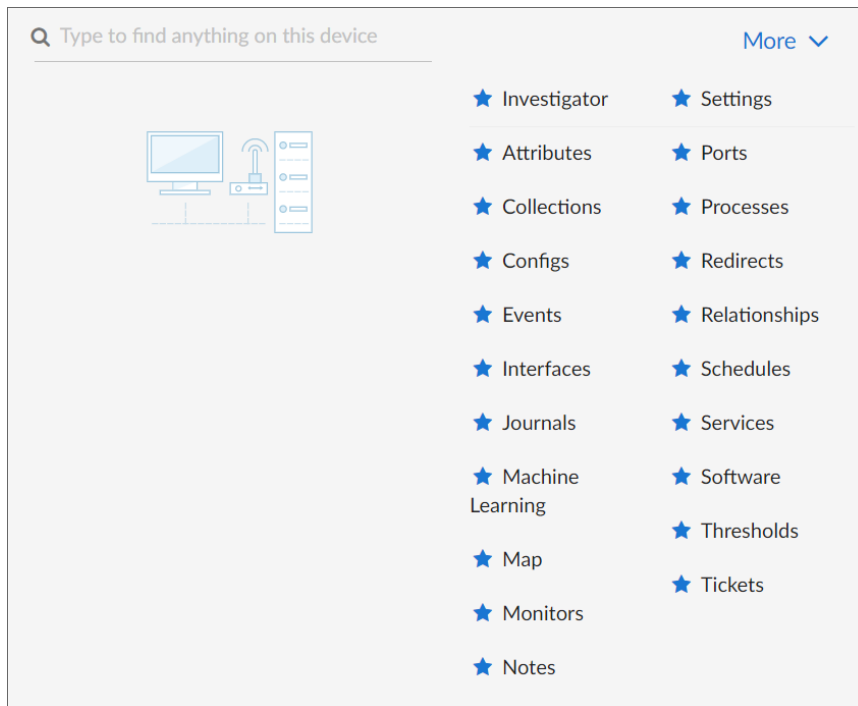 Type to find anything on this device
More
Investigator
Attributes
Collections
Configs
Events
Interfaces
Journals
Machine
Learning
Map
Monitors
Notes
Settings
Ports
Processes
Redirects
Relationships
Schedules
Services
Software
Thresholds
Tickets